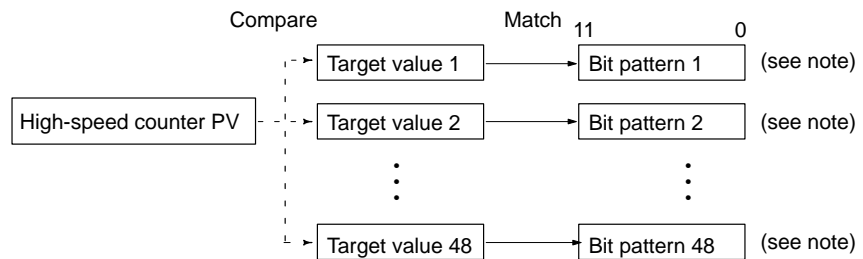 Compare Match 11 0
Target value 1 Bit pattern 1 (see note)
High-speed counter PV Target value 2 Bit pattern 2 (see note)
Target value 48 Bit pattern 48 (see note)